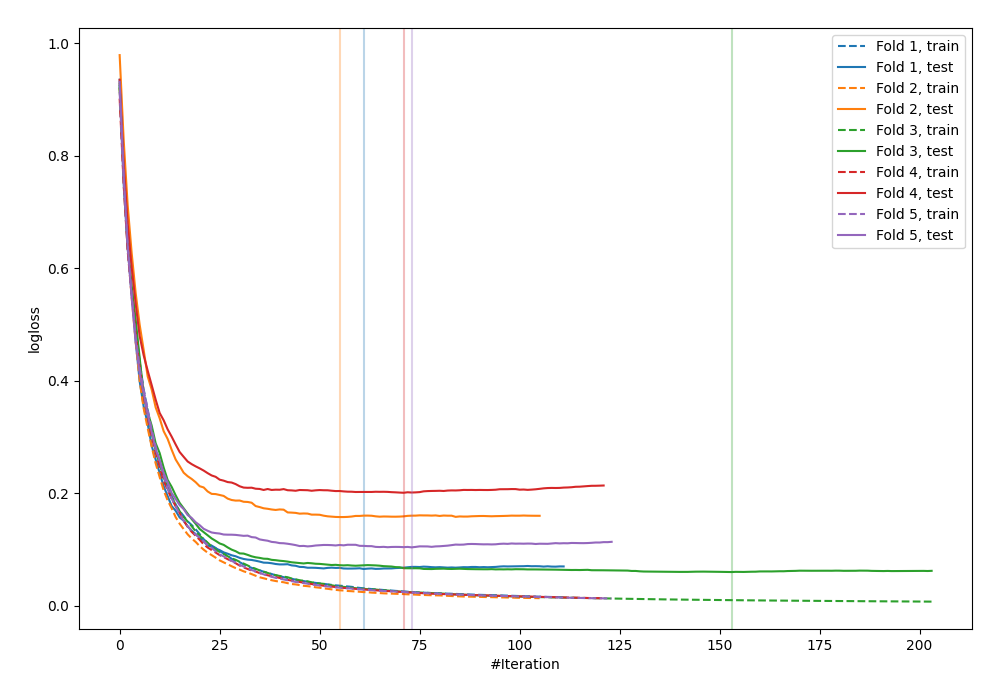 1.0
0.8
0.6
0.4
0.2
0.0
logloss
0
25
50
75
100
125
150
175
200
#Iteration
Fold 1, train
Fold 1, test
Fold 2, train
Fold 2, test
Fold 3, train
Fold 3, test
Fold 4, train
Fold 4, test
Fold 5, train
Fold 5, test